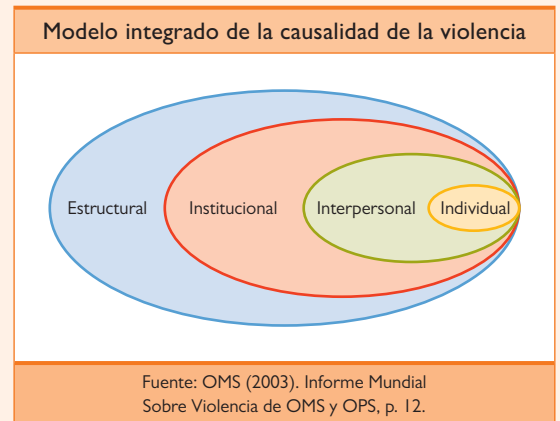 Modelo integrado de la causalidad de la violencia
Estructural
Institucional
Interpersonal
Individual
Fuente: OMS (2003). Informe Mundial
Sobre Violencia de OMS y OPS, p. 12.